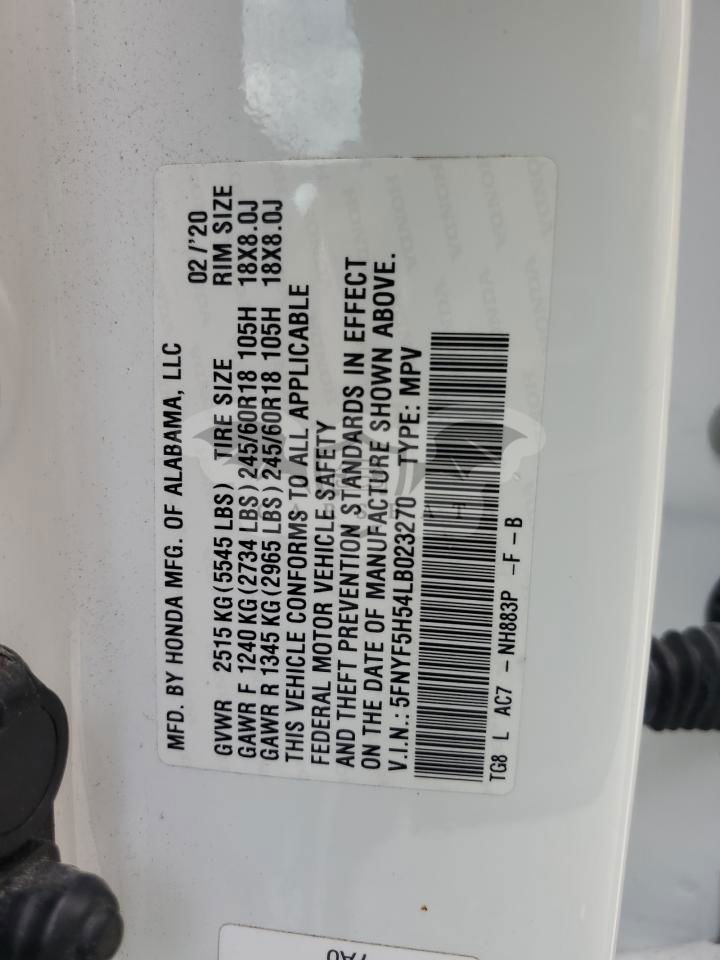 MFD. BY HONDA MFG. OF ALABAMA, LLC 02/'20
GVWR 2515 KG(5545 LBS) TIRE SIZE RIM SIZE
GAWR F 1240 KG(2734 LBS)245/60R18 105H 18X8.0J
GAWR R 1345 KG(2965 LBS)245/60R18 105H 18X8.0J
THIS VEHICLE CONFORMS TO ALL APPLICABLE
FEDERAL MOTOR VEHICLE SAFETY
AND THEFT PREVENTION STANDARDS IN EFFECT
ON THE DATE OF MANUFACTURE SHOWN ABOVE.
V.I.N.: 5FNYF5H54LB023270 TYPE: MPV
TG8 L AC7 -NH883P -F-B